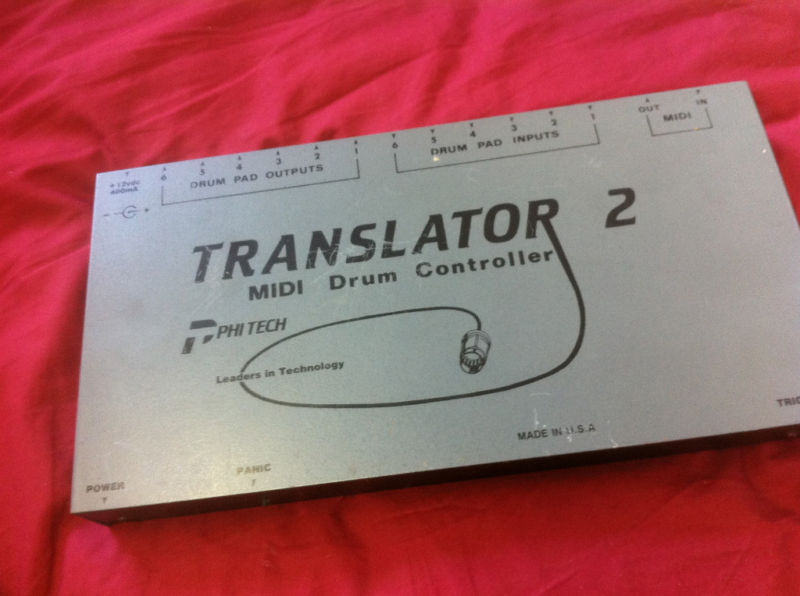 +12vdc
400mA
6 5 4 3 2 1
DRUM PAD OUTPUTS
6 5 4 3 2 1
DRUM PAD INPUTS
OUT IN
MIDI
TRANSLATOR 2
MIDI Drum Controller
PHI TECH
Leaders in Technology
MADE IN U.S.A
POWER
PANIC